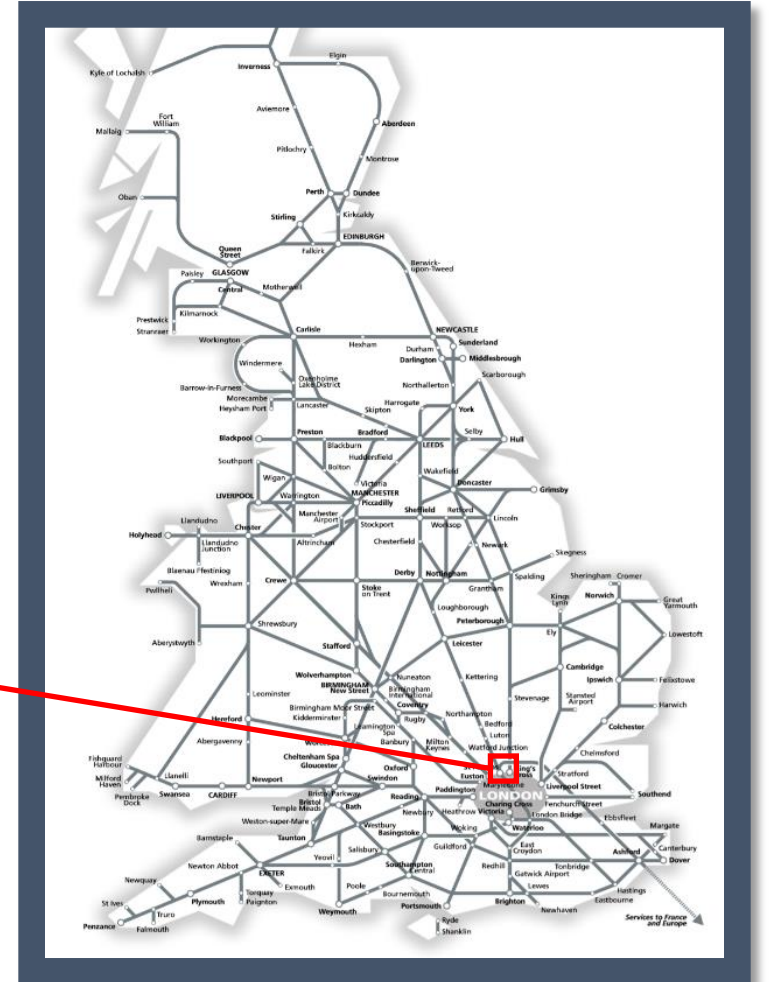 Elgin
Inverness
Kyle of Lochalsh
Aviemore
Fort
William
Aberdeen
Mallaig
Pitlochry
Montrose
Perth
Dundee
Oban
Stirling
Kirkcaldy
EDINBURGH
Queen
Street
Falkirk
Berwick-
upon-Tweed
Paisley
GLASGOW
Central
Motherwell
Prestwick
Kilmarnock
Stranraer
Carlisle
NEWCASTLE
Workington
Hexham
Sunderland
Durham
Darlington
Middlesbrough
Windermere
Scarborough
Oxenholme
Lake District
Barrow-in-Furness
Northallerton
Morecambe
Lancaster
Harrogate
York
Heysham Port
Skipton
Blackpool
Preston
Bradford
LEEDS
Selby
Hull
Blackburn
Huddersfield
Southport
Bolton
Wakefield
Wigan
Victoria
Doncaster
LIVERPOOL
Warrington
MANCHESTER
Piccadilly
Grimsby
Llandudno
Manchester
Airport
Sheffield
Retford
Lincoln
Holyhead
Chester
Stockport
Worksop
Llandudno
Junction
Altrincham
Chesterfield
Newark
Skegness
Blaenau Ffestiniog
Derby
Nottingham
Pwllheli
Wrexham
Crewe
Stoke
on Trent
Grantham
Spalding
Sheringham
Cromer
Kings
Lynn
Norwich
Great
Yarmouth
Loughborough
Peterborough
Shrewsbury
Ely
Lowestoft
Aberystwyth
Stafford
Leicester
Cambridge
Wolverhampton
Nuneaton
Kettering
BIRMINGHAM
New Street
Birmingham
International
Ipswich
Felixstowe
Leominster
Stevenage
Stansted
Airport
Birmingham Moor Street
Coventry
Harwich
Kidderminster
Rugby
Northampton
Hereford
Leamington
Spa
Bedford
Colchester
Abergavenny
Banbury
Milton
Keynes
Luton
Watford Junction
Chelmsford
Fishguard
Harbour
Cheltenham Spa
Gloucester
Oxford
Euston
Stratford
Milford
Haven
Llanelli
Newport
Swindon
Paddington
Marylebone
Liverpool Street
Pembroke
Dock
Swansea
CARDIFF
Bristol Parkway
Reading
LONDON
Southend
Bristol
Temple Meads
Bath
Newbury
Heathrow
Victoria
Charing Cross
Fenchurch Street
Weston-super-Mare
London Bridge
Ebbsfleet
Barnstaple
Taunton
Westbury
Basingstoke
Woking
Waterloo
Margate
Salisbury
Guildford
East
Croydon
Ashford
Canterbury
Newton Abbot
Yeovil
Southampton
Central
Redhill
Tonbridge
Dover
EXETER
Gatwick Airport
Newquay
Exmouth
Poole
Lewes
Hastings
St Ives
Plymouth
Torquay
Paignton
Bournemouth
Portsmouth
Brighton
Eastbourne
Truro
Weymouth
Newhaven
Penzance
Falmouth
Ryde
Shanklin
Services to France
and Europe